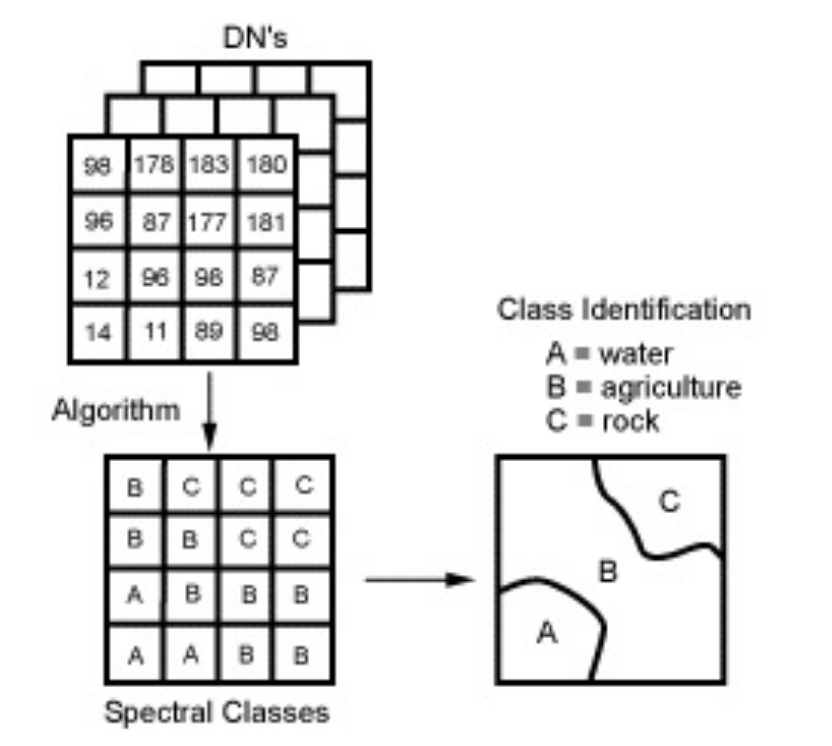 DN's
98 178 183 180
96 87 177 181
12 96 98 87
14 11 89 98
Algorithm
B C C C
B B C C
A B B B
A A B B
Spectral Classes
Class Identification
A = water
B = agriculture
C = rock
C
B
A